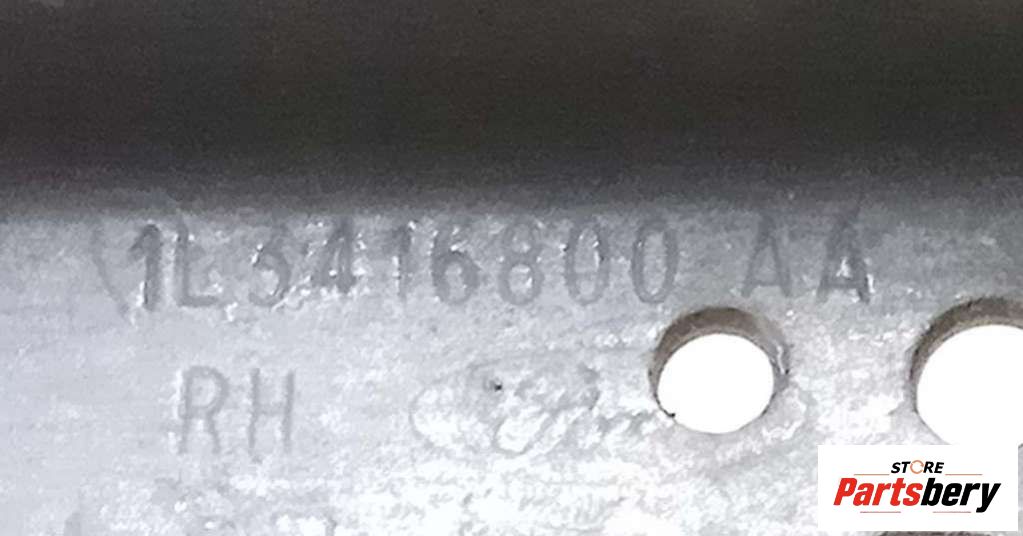 1L3416800 AA
RH
STORE
Partsbery